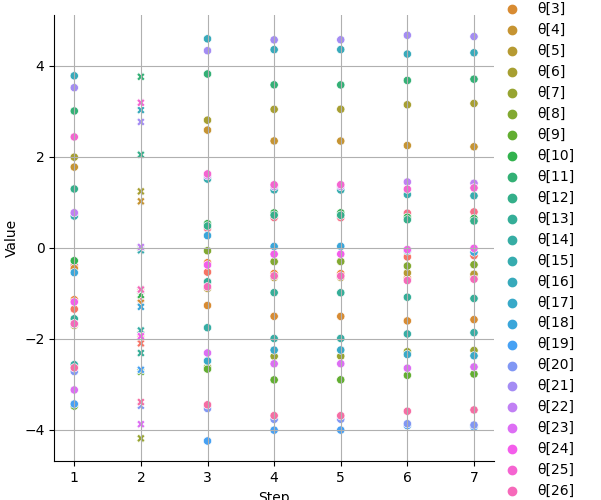 4
2
0
−2
−4
Value
1 2 3 4 5 6 7
Step
θ[3]
θ[4]
θ[5]
θ[6]
θ[7]
θ[8]
θ[9]
θ[10]
θ[11]
θ[12]
θ[13]
θ[14]
θ[15]
θ[16]
θ[17]
θ[18]
θ[19]
θ[20]
θ[21]
θ[22]
θ[23]
θ[24]
θ[25]
θ[26]